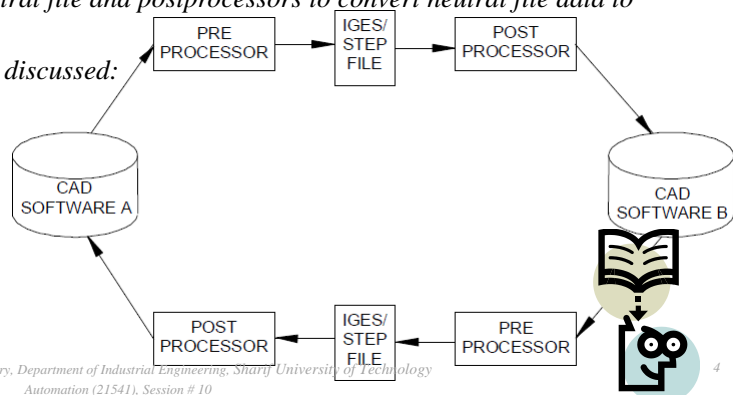 tral file and postprocessors to convert neutral file data to
discussed:
PRE
PROCESSOR
IGES/
STEP
FILE
POST
PROCESSOR
CAD
SOFTWARE A
CAD
SOFTWARE B
POST
PROCESSOR
IGES/
STEP
FILE
PRE
PROCESSOR
ry, Department of Industrial Engineering, Sharif University of Technology
Automation (21541), Session # 10
4